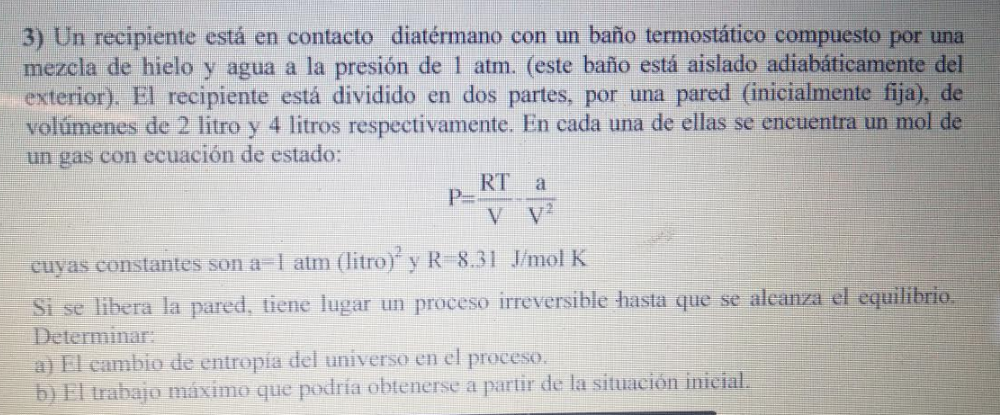 3) Un recipiente está en contacto diatérmano con un baño termostático compuesto por una
mezcla de hielo y agua a la presión de 1 atm. (este baño está aislado adiabáticamente del
exterior). El recipiente está dividido en dos partes, por una pared (inicialmente fija), de
volúmenes de 2 litro y 4 litros respectivamente. En cada una de ellas se encuentra un mol de
un gas con ecuación de estado:
P=RT/V - a/V²
cuyas constantes son a=1 atm (litro)² y R=8.31 J/mol K
Si se libera la pared, tiene lugar un proceso irreversible hasta que se alcanza el equilibrio.
Determinar:
a) El cambio de entropía del universo en el proceso.
b) El trabajo máximo que podría obtenerse a partir de la situación inicial.